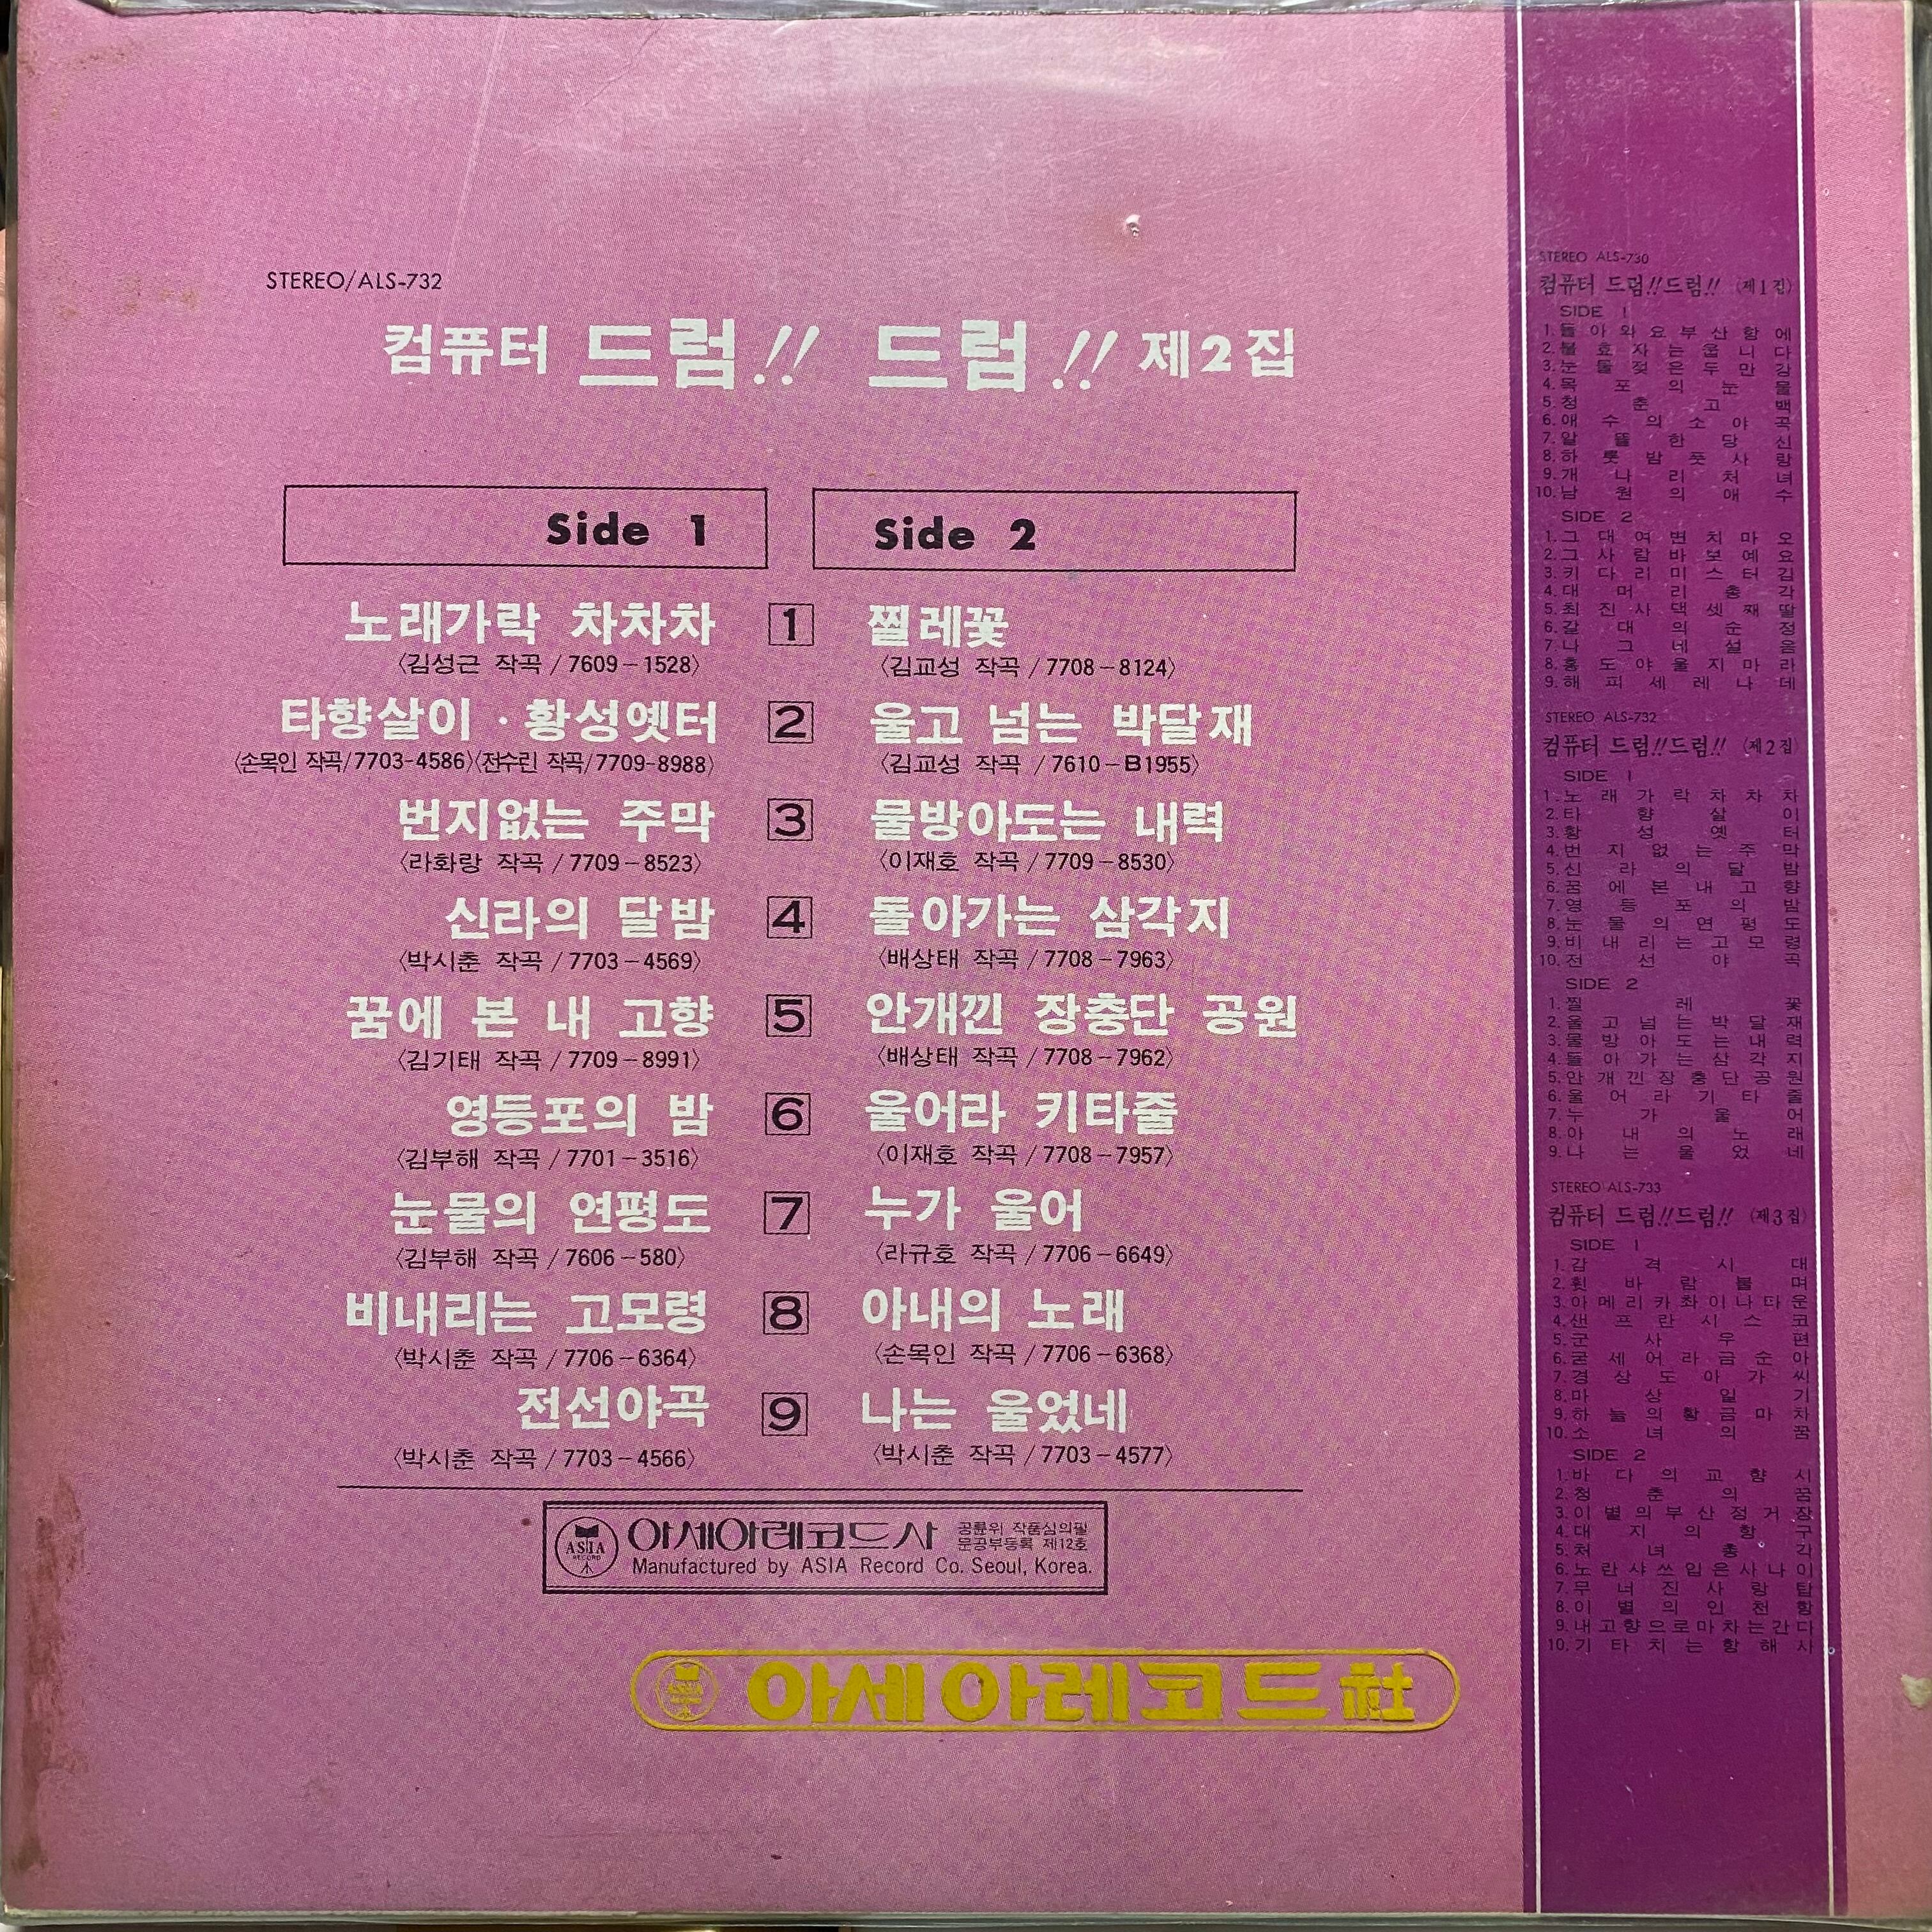 STEREO/ALS-732
컴퓨터 드럼!! 드럼!! 제2집
Side 1
Side 2
노래가락 차차차 1 찔레꽃
〈김성근 작곡 / 7609-1528〉 〈김교성 작곡 / 7708-8124〉
타향살이 · 황성옛터 2 울고 넘는 박달재
〈손목인 작곡/7703-4586〉〈전수린 작곡/7709-8988〉 〈김교성 작곡 / 7610-B1955〉
번지없는 주막 3 물방아도는 내력
〈라화랑 작곡 / 7709-8523〉 〈이재호 작곡 / 7709-8530〉
신라의 달밤 4 돌아가는 삼각지
〈박시춘 작곡 / 7703-4569〉 〈배상태 작곡 / 7708-7963〉
꿈에 본 내 고향 5 안개낀 장충단 공원
〈김기태 작곡 / 7709-8991〉 〈배상태 작곡 / 7708-7962〉
영등포의 밤 6 울어라 키타줄
〈김부해 작곡 / 7701-3516〉 〈이재호 작곡 / 7708-7957〉
눈물의 연평도 7 누가 울어
〈김부해 작곡 / 7606-580〉 〈라규호 작곡 / 7706-6649〉
비내리는 고모령 8 아내의 노래
〈박시춘 작곡 / 7706-6364〉 〈손목인 작곡 / 7706-6368〉
전선야곡 9 나는 울었네
〈박시춘 작곡 / 7703-4566〉 〈박시춘 작곡 / 7703-4577〉
ASIA RECORD
아세아레코드사
공륜위 작품심의필
문공부등록 제12호
Manufactured by ASIA Record Co. Seoul, Korea.
아세아레코드社
STEREO ALS-730
컴퓨터 드럼!!드럼!! 〈제1집〉
SIDE 1
1. 돌아와요부산항에
2. 불효자는웁니다
3. 눈물젖은두만강
4. 목포의눈물
5. 청춘고백
6. 애수의소야곡
7. 알뜰한당신
8. 하룻밤풋사랑
9. 개나리처녀
10. 남원의애수
SIDE 2
1. 그대여변치마오
2. 그사람바보예요
3. 키다리미스터김
4. 대머리총각
5. 최진사댁셋째딸
6. 갈대의순정
7. 나그네설음
8. 홍도야울지마라
9. 해피세레나데
STEREO ALS-732
컴퓨터 드럼!!드럼!! 〈제2집〉
SIDE 1
1. 노래가락차차차
2. 타향살이
3. 황성옛터
4. 번지없는주막
5. 신라의달밤
6. 꿈에본내고향
7. 영등포의밤
8. 눈물의연평도
9. 비내리는고모령
10. 전선야곡
SIDE 2
1. 찔레꽃
2. 울고넘는박달재
3. 물방아도는내력
4. 돌아가는삼각지
5. 안개낀장충단공원
6. 울어라기타줄
7. 누가울어
8. 아내의노래
9. 나는울었네
STEREO ALS-733
컴퓨터 드럼!!드럼!! 〈제3집〉
SIDE 1
1. 감격시대
2. 휫바람불며
3. 아메리카차이나타운
4. 샌프란시스코
5. 군사우편
6. 굳세어라금순아
7. 경상도아가씨
8. 마상일기
9. 하늘의황금마차
10. 소녀의꿈
SIDE 2
1. 바다의교향시
2. 청춘의꿈
3. 이별의부산정거장
4. 대지의항구
5. 처녀총각
6. 노란샤쓰입은사나이
7. 무너진사랑탑
8. 이별의인천항
9. 내고향으로마차는간다
10. 기타치는항해사